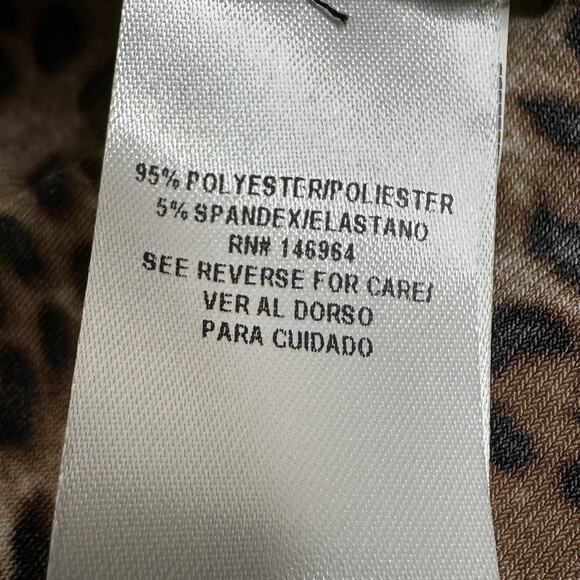 95% POLYESTER/POLIESTER
5% SPANDEX/ELASTANO
RN# 146964
SEE REVERSE FOR CARE/
VER AL DORSO
PARA CUIDADO